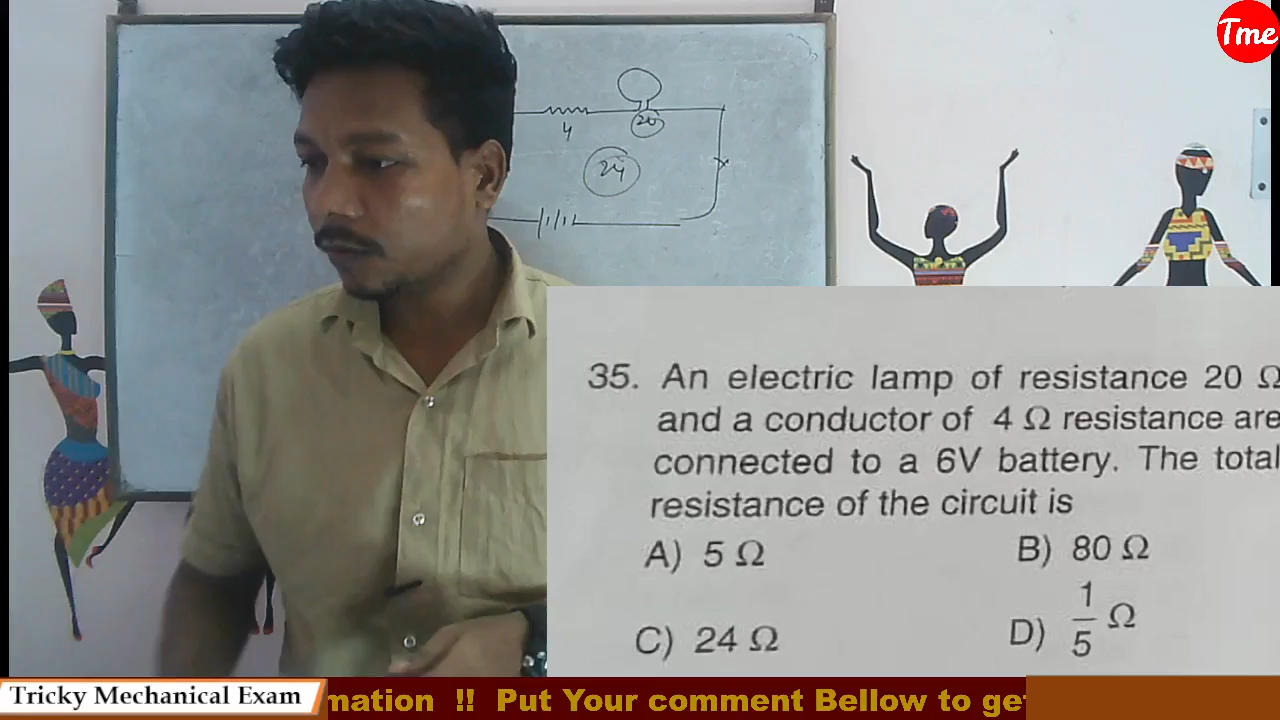 Tme
4
20
24
35. An electric lamp of resistance 20 Ω
and a conductor of 4 Ω resistance are
connected to a 6V battery. The total
resistance of the circuit is
A) 5 Ω B) 80 Ω
C) 24 Ω D) 1/5 Ω
Tricky Mechanical Exam
mation !! Put Your comment Bellow to get